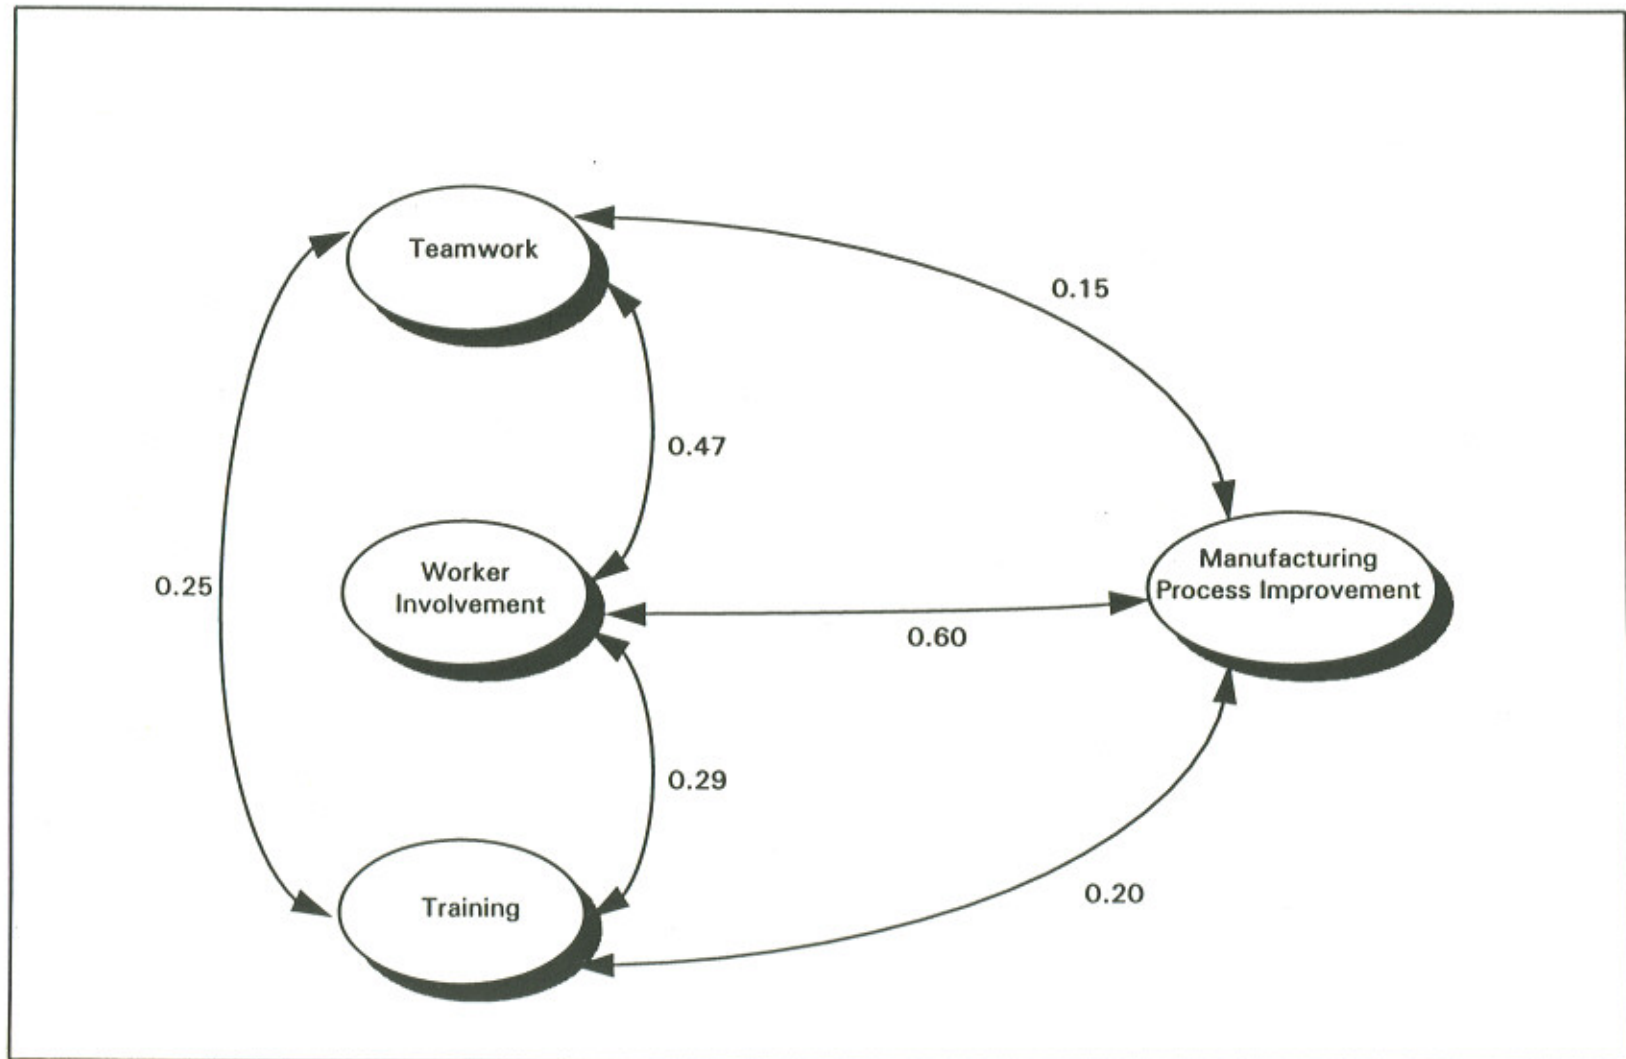 Teamwork
0.15
0.47
Worker
Involvement
0.25
Manufacturing
Process Improvement
0.60
0.29
Training
0.20